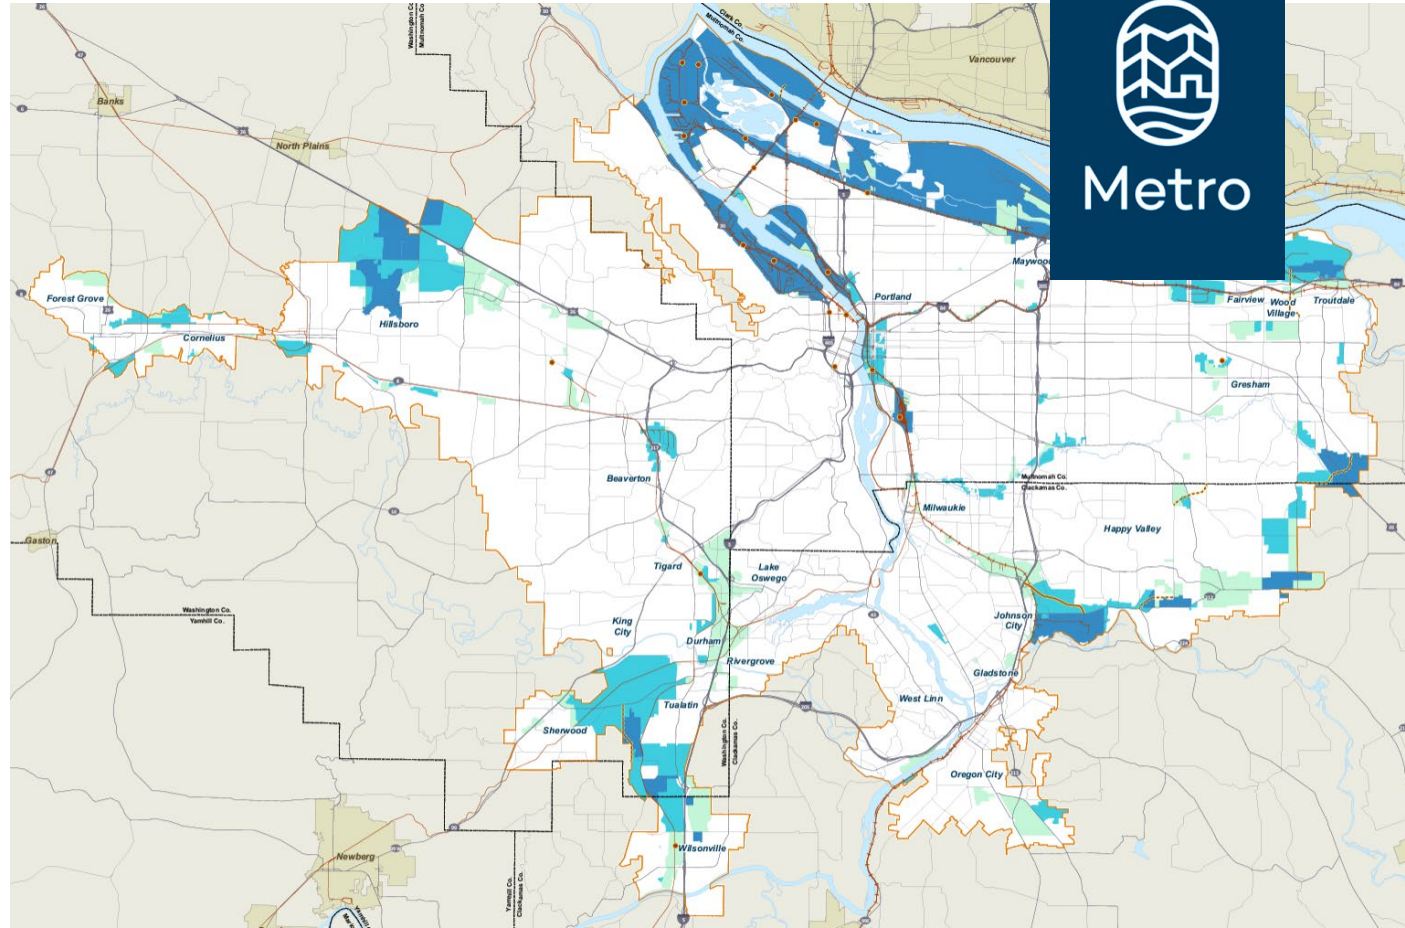 Clark Co.
Multnomah Co.
Washington Co.
Multnomah Co.
Vancouver
Metro
Banks
North Plains
Maywood
Forest Grove
Hillsboro
Cornelius
Portland
Fairview
Wood
Village
Troutdale
Gresham
Beaverton
Multnomah Co.
Clackamas Co.
Milwaukie
Happy Valley
Gaston
Tigard
Lake
Oswego
Washington Co.
Yamhill Co.
King
City
Durham
Johnson
City
Rivergrove
Gladstone
West Linn
Tualatin
Sherwood
Washington Co.
Clackamas Co.
Oregon City
Wilsonville
Newberg
Yamhill Co.
Clackamas Co.
Yamhill